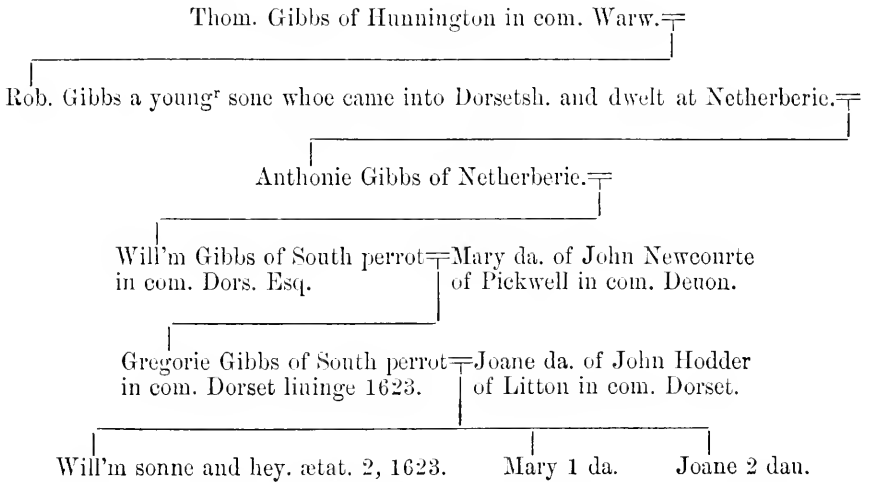 Thom. Gibbs of Hunnington in com. Warw.
Rob. Gibbs a youngʳ sone whoe came into Dorsetsh. and dwelt at Netherberie.
Anthonie Gibbs of Netherberie.
Will'm Gibbs of South perrot
in com. Dors. Esq.
Mary da. of John Newcourte
of Pickwell in com. Deuon.
Gregorie Gibbs of South perrot
in com. Dorset liuinge 1623.
Joane da. of John Hodder
of Litton in com. Dorset.
Will'm sonne and hey. ætat. 2, 1623.
Mary 1 da.
Joane 2 dau.